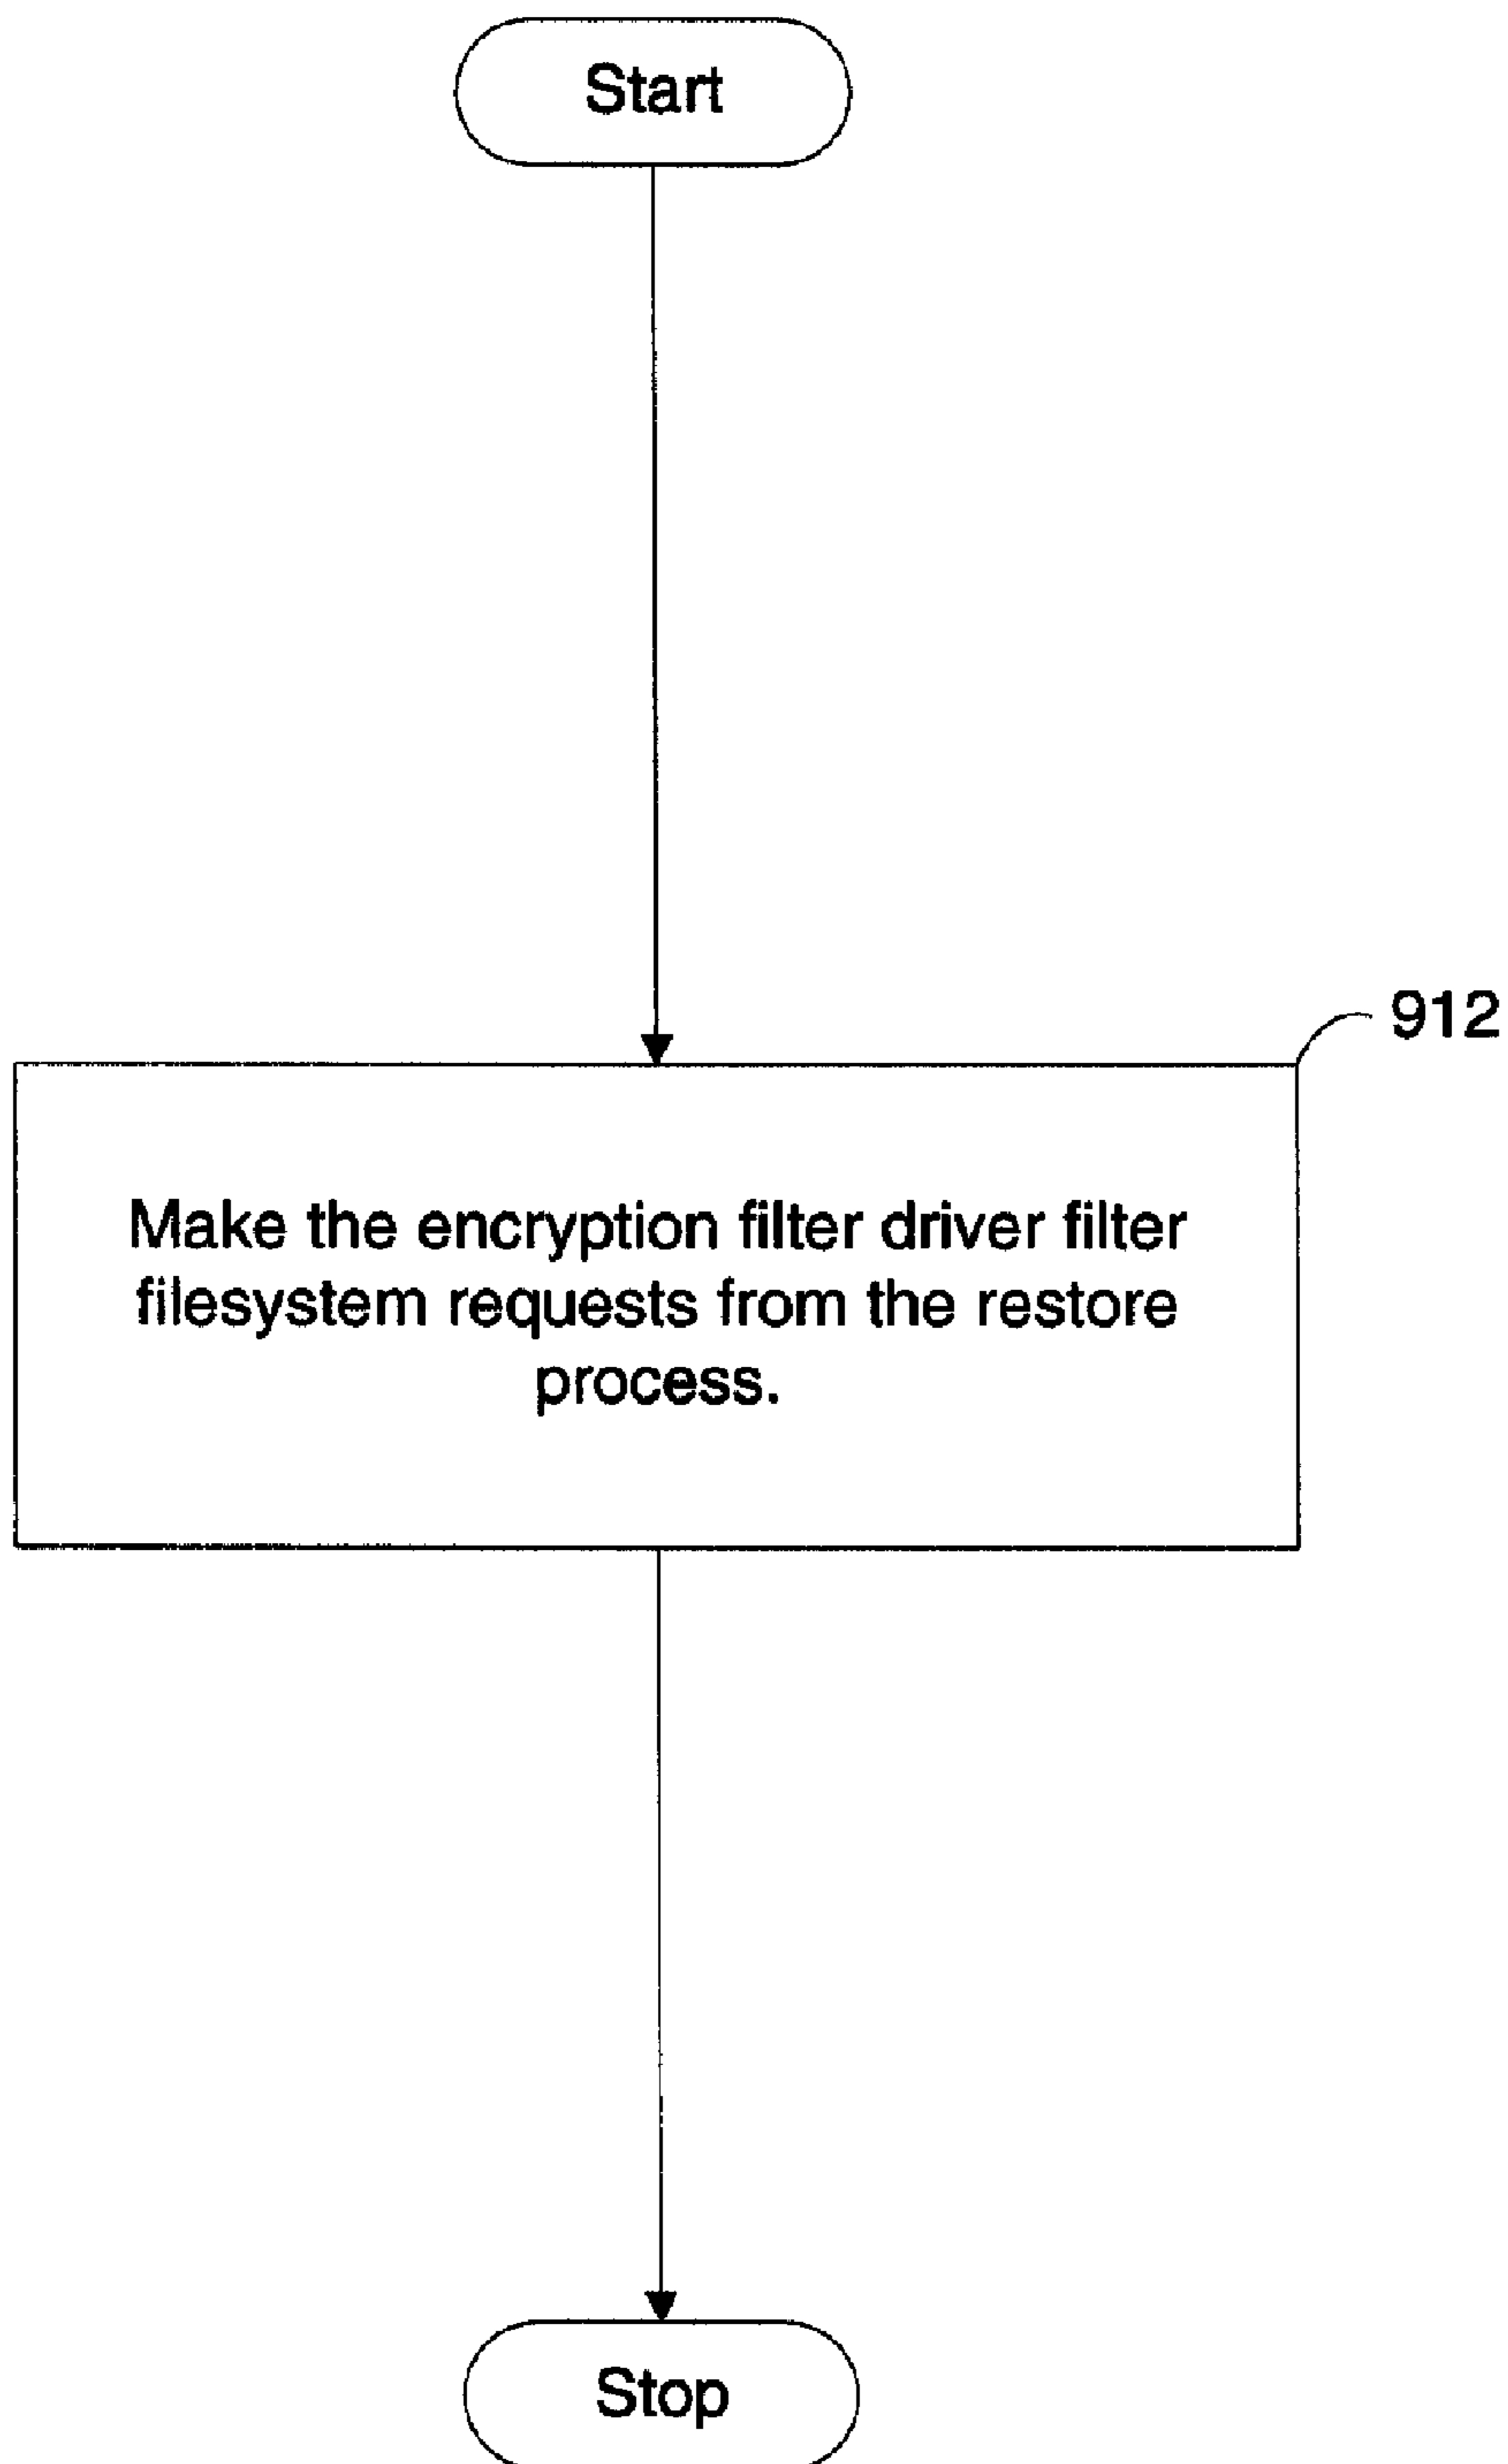 Start
912
Make the encryption filter driver filter
filesystem requests from the restore
process.
Stop